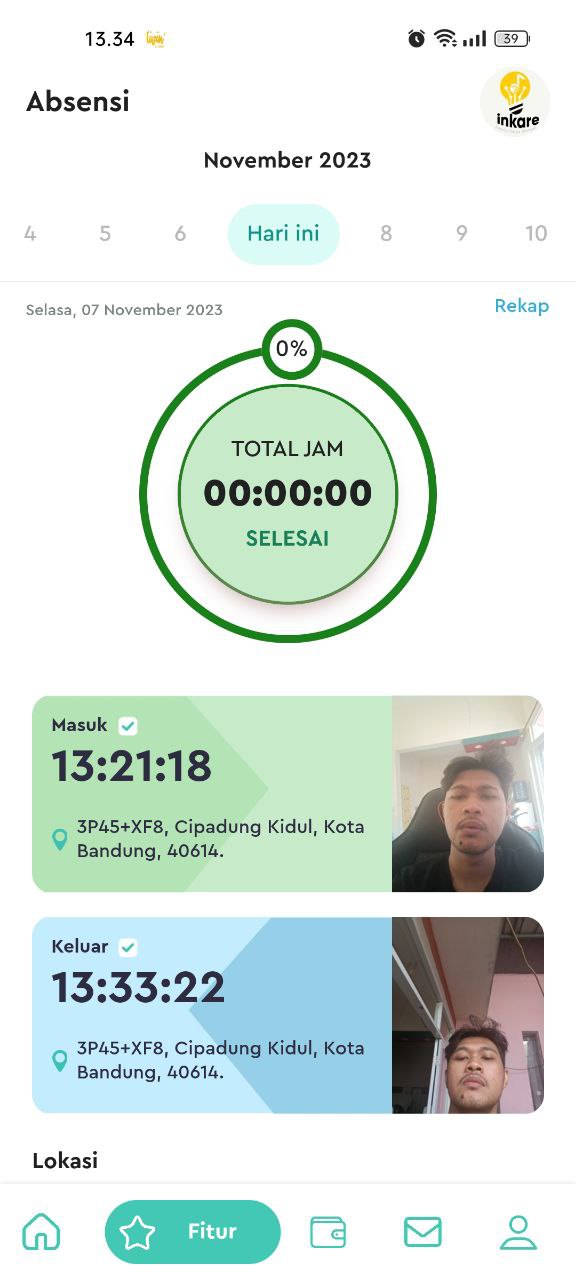 13.34
39
Absensi
inkare
November 2023
4 5 6 Hari ini 8 9 10
Selasa, 07 November 2023
Rekap
0%
TOTAL JAM
00:00:00
SELESAI
Masuk
13:21:18
3P45+XF8, Cipadung Kidul, Kota
Bandung, 40614.
Keluar
13:33:22
3P45+XF8, Cipadung Kidul, Kota
Bandung, 40614.
Lokasi
Fitur